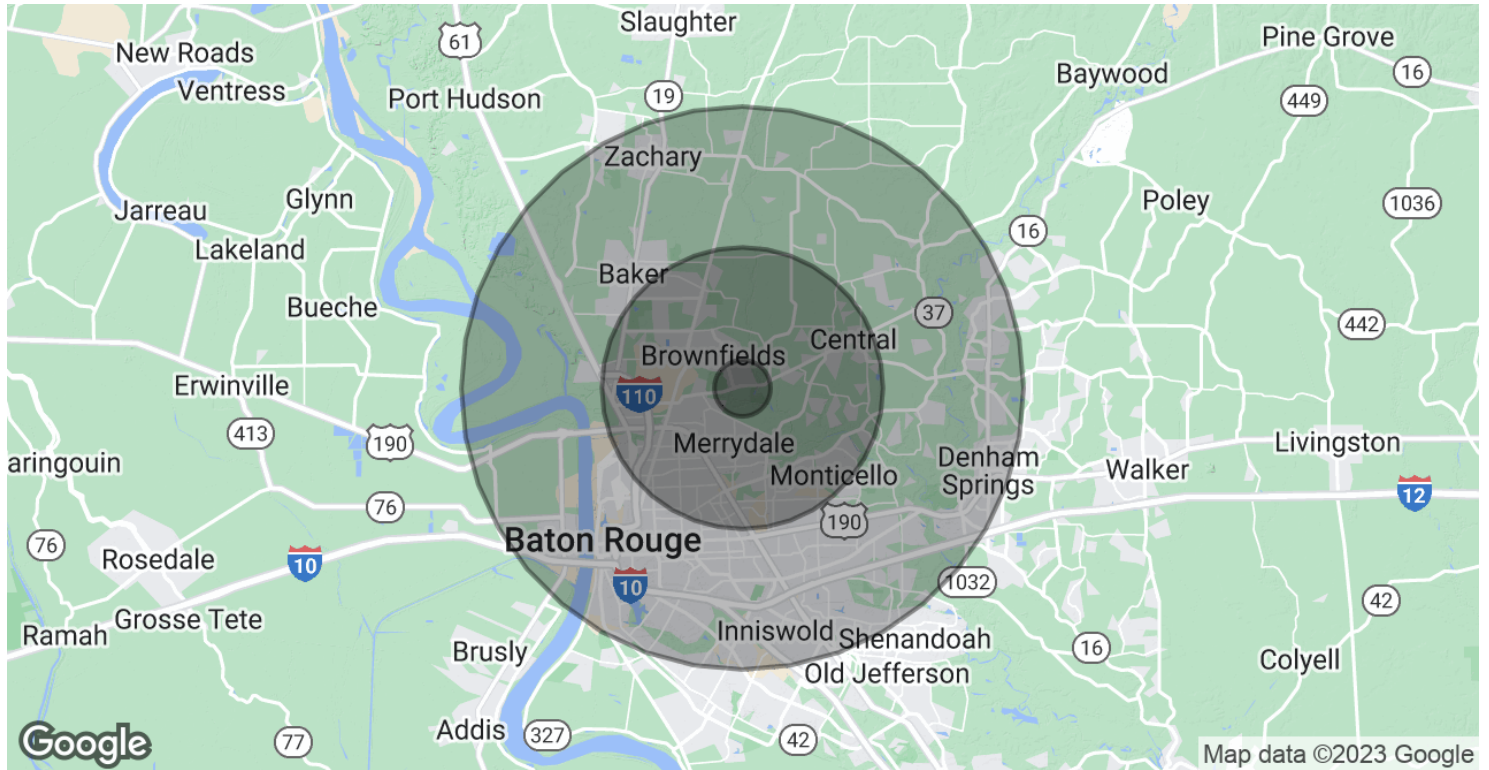 Slaughter
61
Pine Grove
New Roads
16
Baywood
Ventress
Port Hudson
19
449
Zachary
Glynn
Poley
1036
Jarreau
16
Lakeland
Baker
Bueche
37
442
Central
Brownfields
Erwinville
110
413
190
Merrydale
Livingston
aringouin
Denham
Springs
Walker
Monticello
12
76
190
Baton Rouge
76
Rosedale
10
10
1032
42
Grosse Tete
Ramah
Inniswold
Shenandoah
Brusly
16
Colyell
Old Jefferson
Addis
327
42
77
Google
Map data ©2023 Google